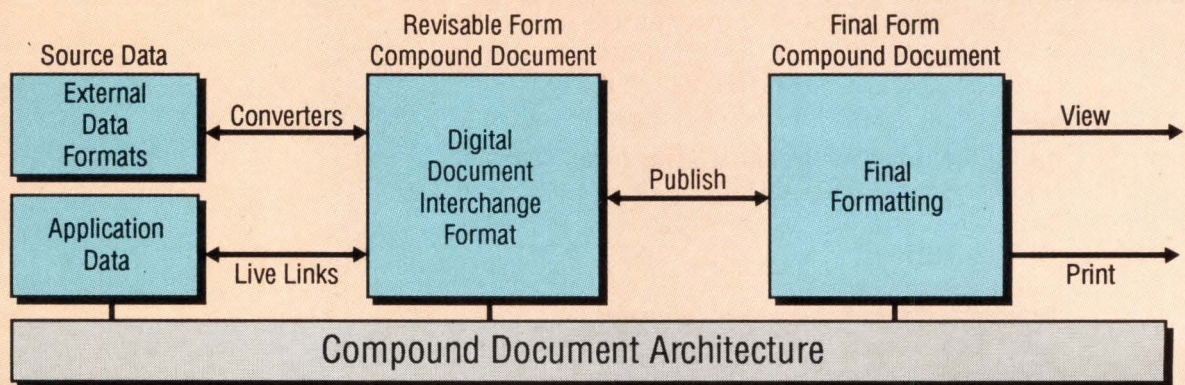 Source Data
External
Data
Formats
Application
Data
Converters
Live Links
Revisable Form
Compound Document
Digital
Document
Interchange
Format
Publish
Final Form
Compound Document
Final
Formatting
View
Print
Compound Document Architecture